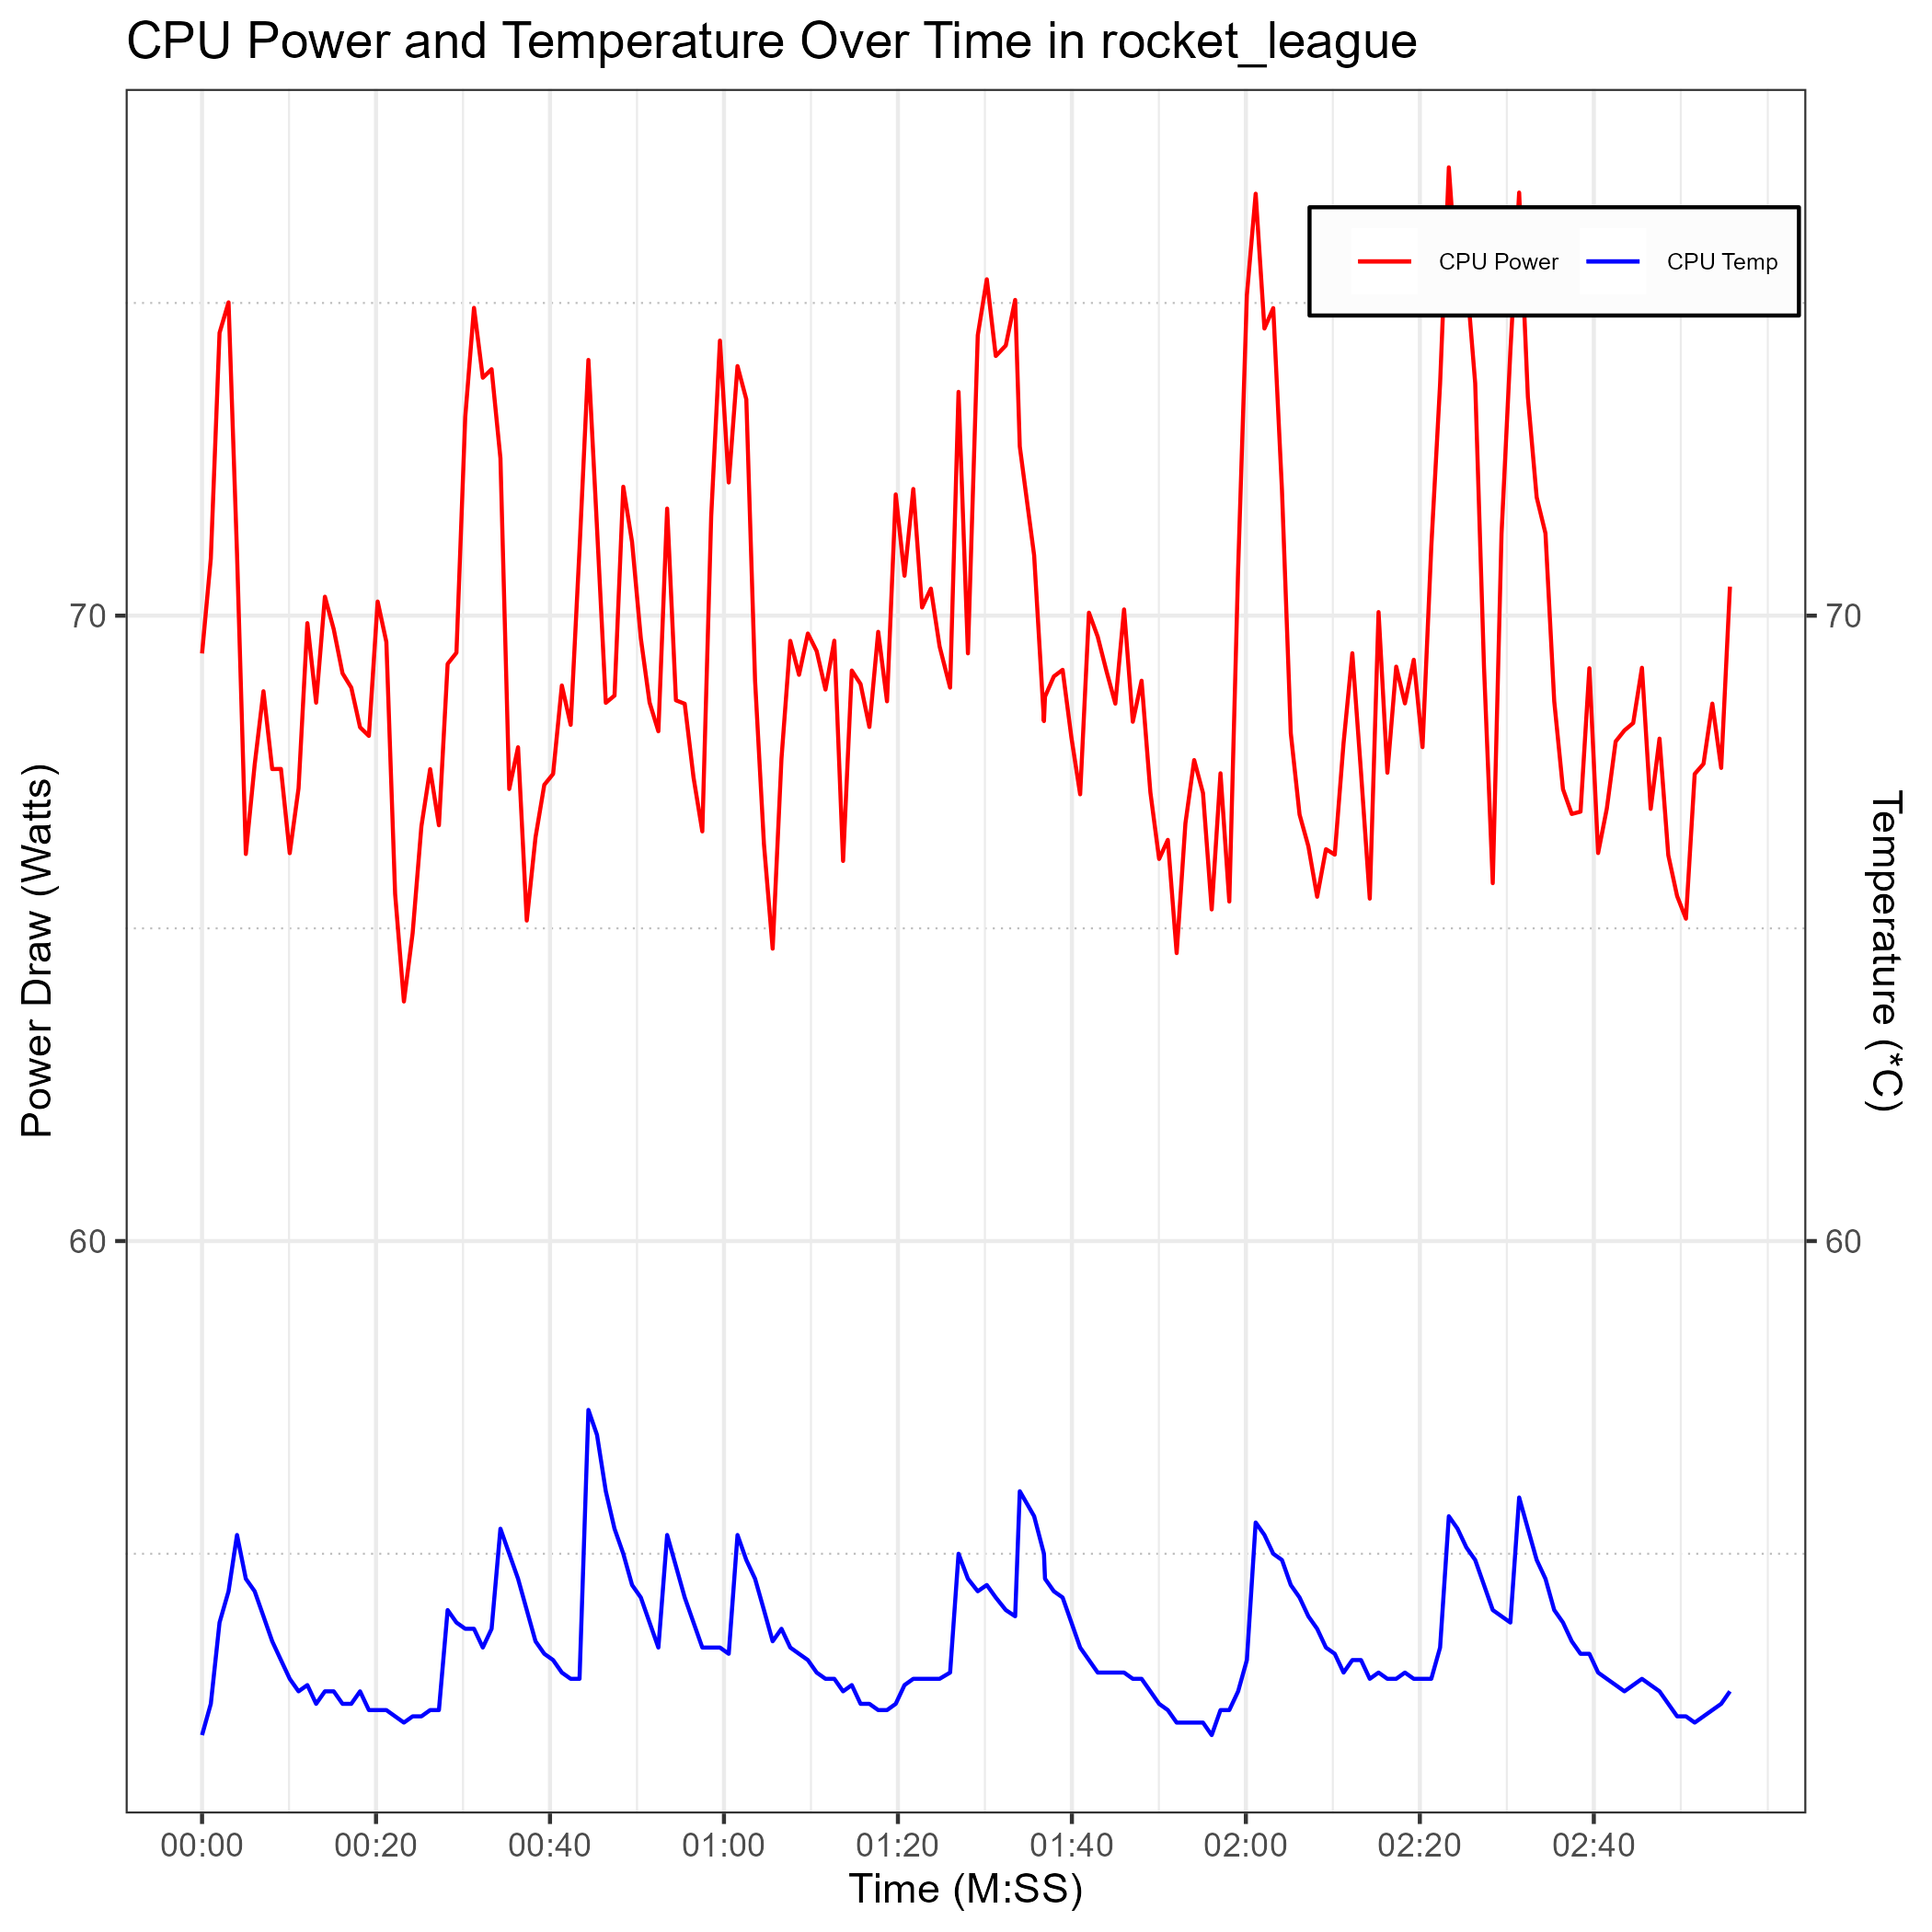 CPU Power and Temperature Over Time in rocket_league
CPU Power
CPU Temp
70
60
70
60
Power Draw (Watts)
Temperature (*C)
00:00
00:20
00:40
01:00
01:20
01:40
02:00
02:20
02:40
Time (M:SS)